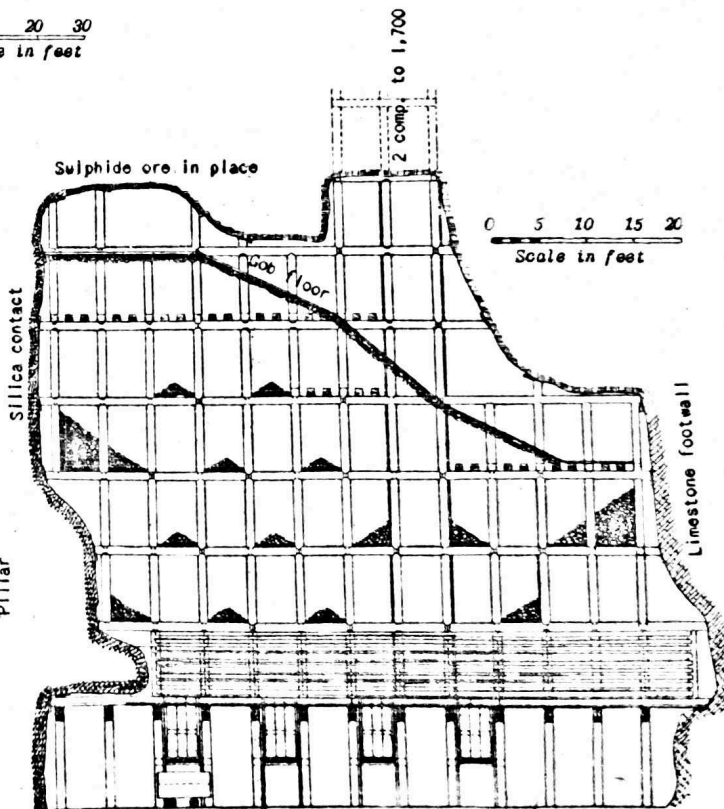 20 30
in feet
2 comp. to 1,700
Sulphide ore in place
0 5 10 15 20
Scale in feet
Gob floor
Silica contact
Limestone footwall
Pillar